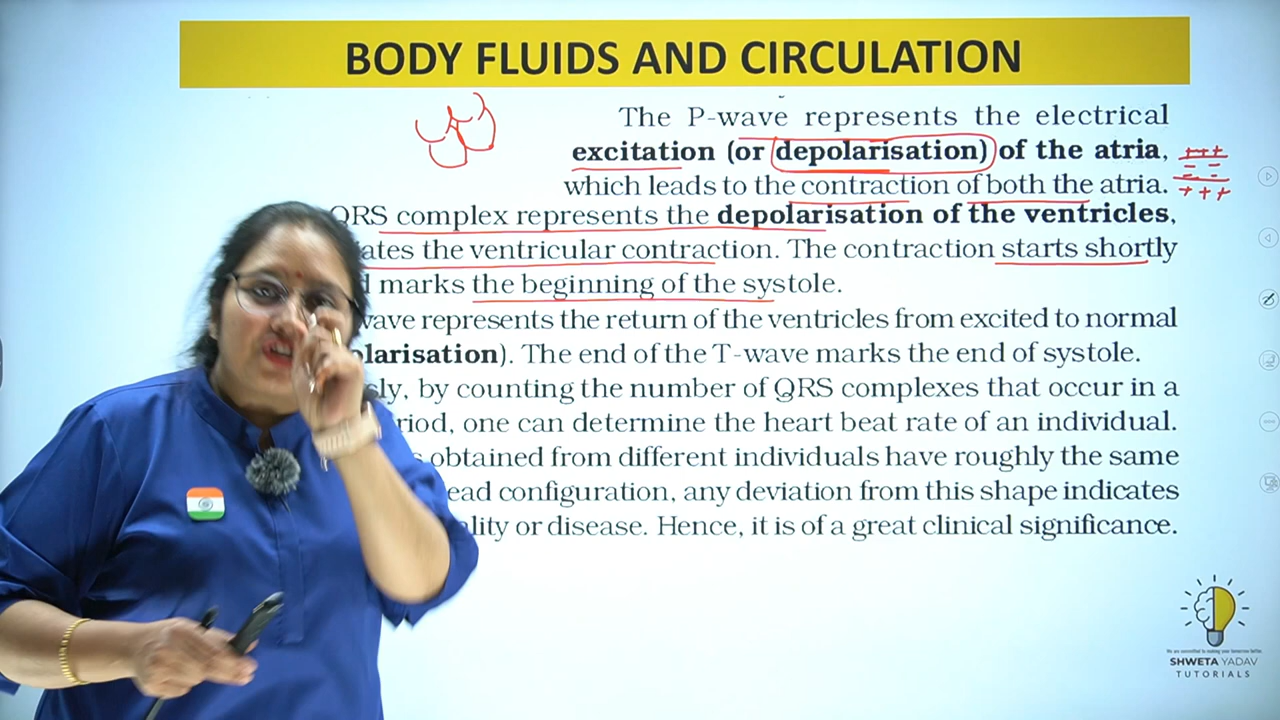 BODY FLUIDS AND CIRCULATION
The P-wave represents the electrical
excitation (or depolarisation) of the atria,
+++
- -
+++
which leads to the contraction of both the atria.
QRS complex represents the depolarisation of the ventricles,
ates the ventricular contraction. The contraction starts shortly
marks the beginning of the systole.
wave represents the return of the ventricles from excited to normal
olarisation). The end of the T-wave marks the end of systole.
sly, by counting the number of QRS complexes that occur in a
riod, one can determine the heart beat rate of an individual.
obtained from different individuals have roughly the same
ead configuration, any deviation from this shape indicates
ality or disease. Hence, it is of a great clinical significance.
SHWETA YADAV
TUTORIALS